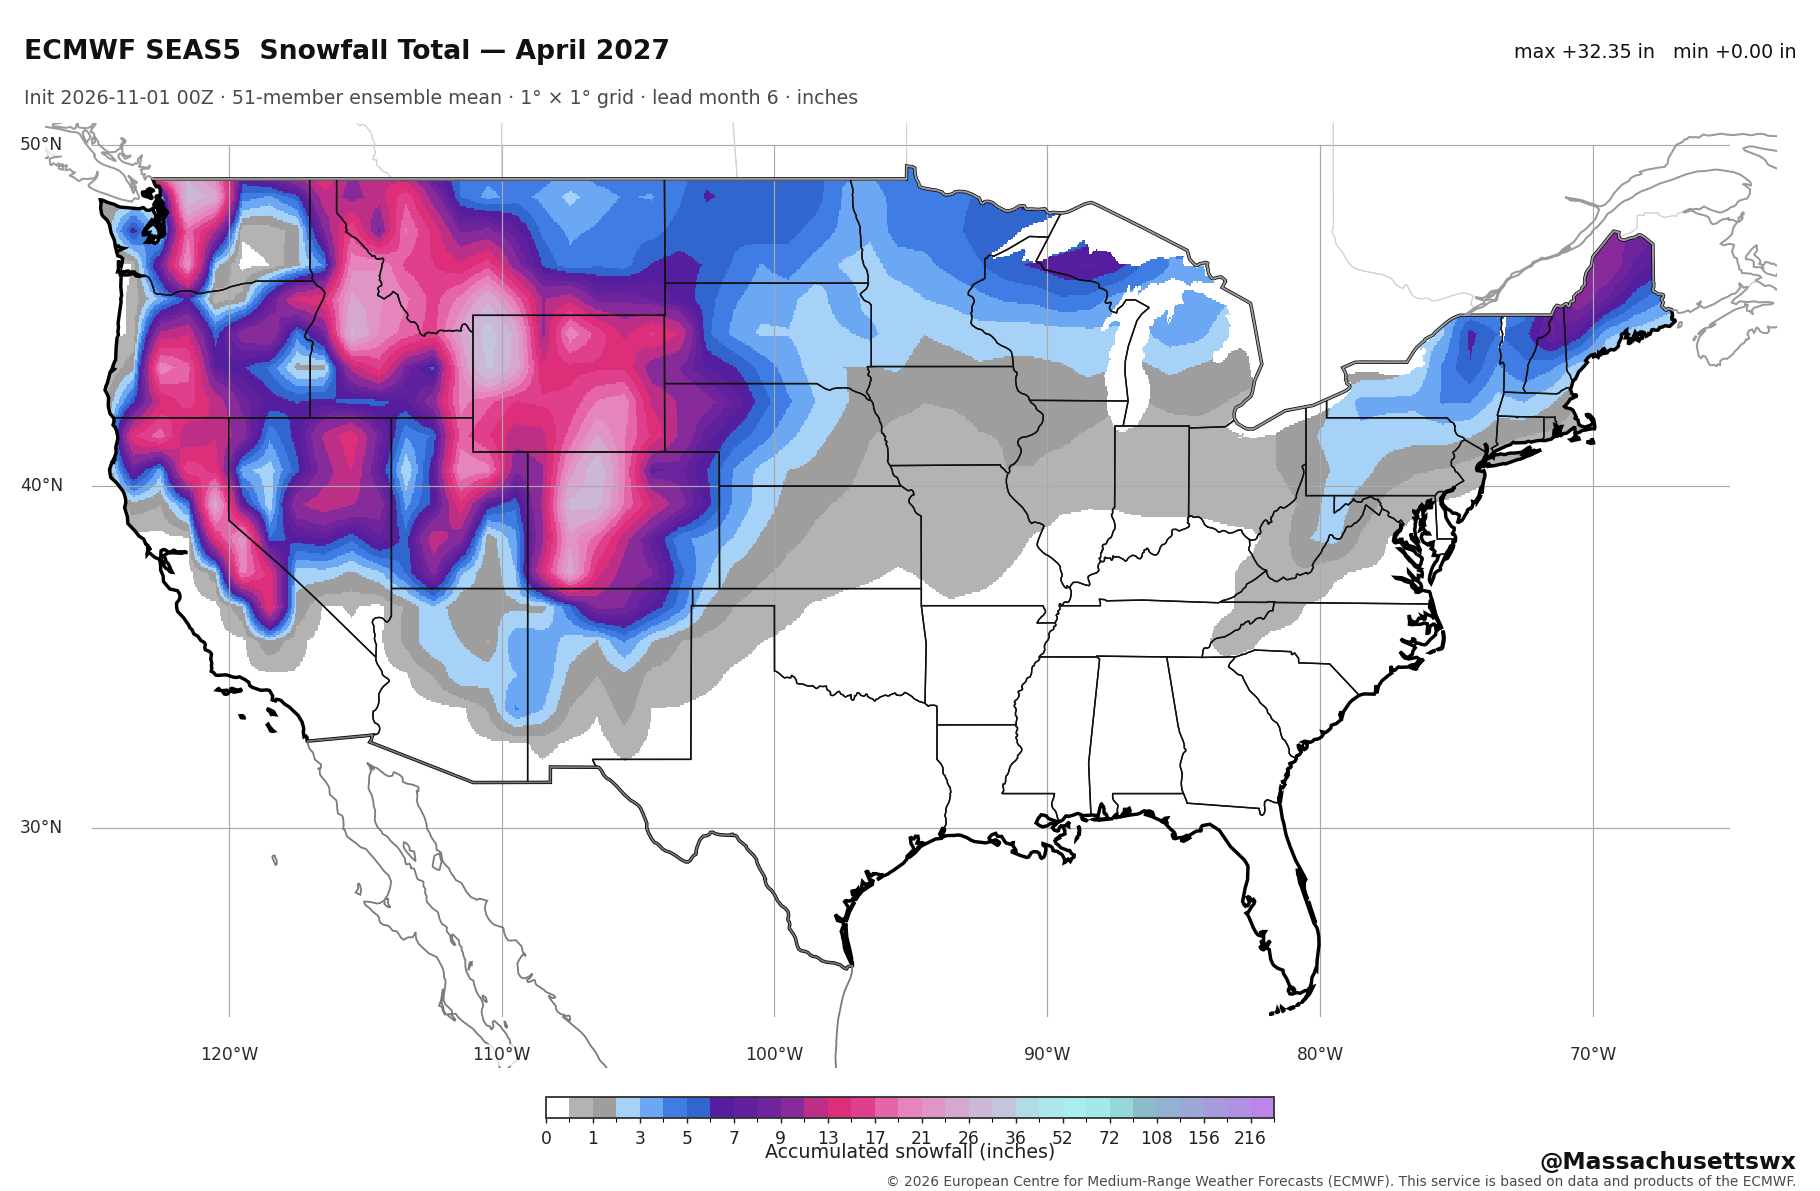 ECMWF SEAS5  Snowfall Total — April 2027
max +32.35 in   min +0.00 in
Init 2026-11-01 00Z · 51-member ensemble mean · 1° × 1° grid · lead month 6 · inches
50°N
40°N
30°N
120°W 110°W 100°W 90°W 80°W 70°W
0 1 3 5 7 9 13 17 21 26 36 52 72 108 156 216
Accumulated snowfall (inches)
@Massachusettswx
© 2026 European Centre for Medium-Range Weather Forecasts (ECMWF). This service is based on data and products of the ECMWF.